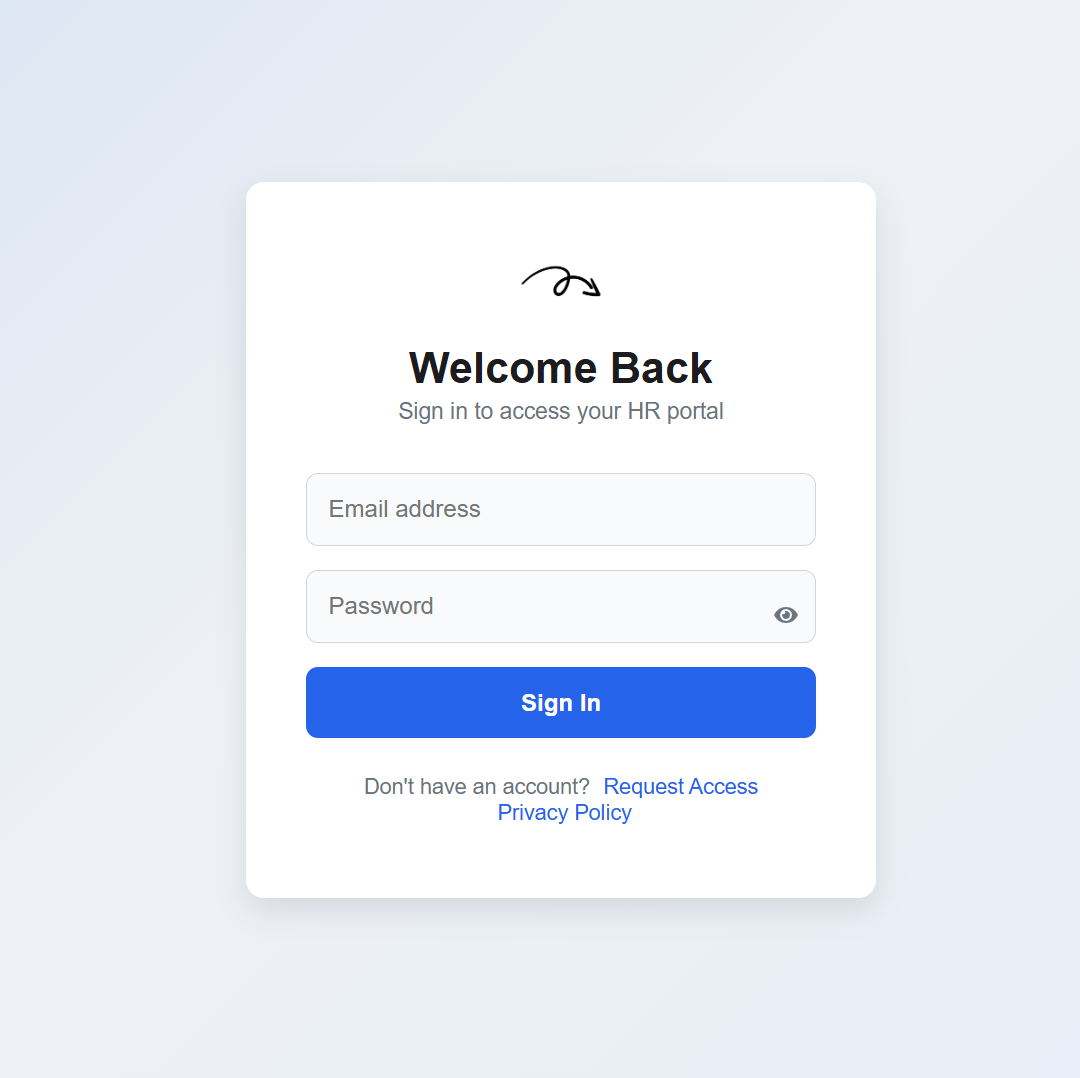 Welcome Back
Sign in to access your HR portal
Email address
Password
Sign In
Don't have an account? Request Access
Privacy Policy